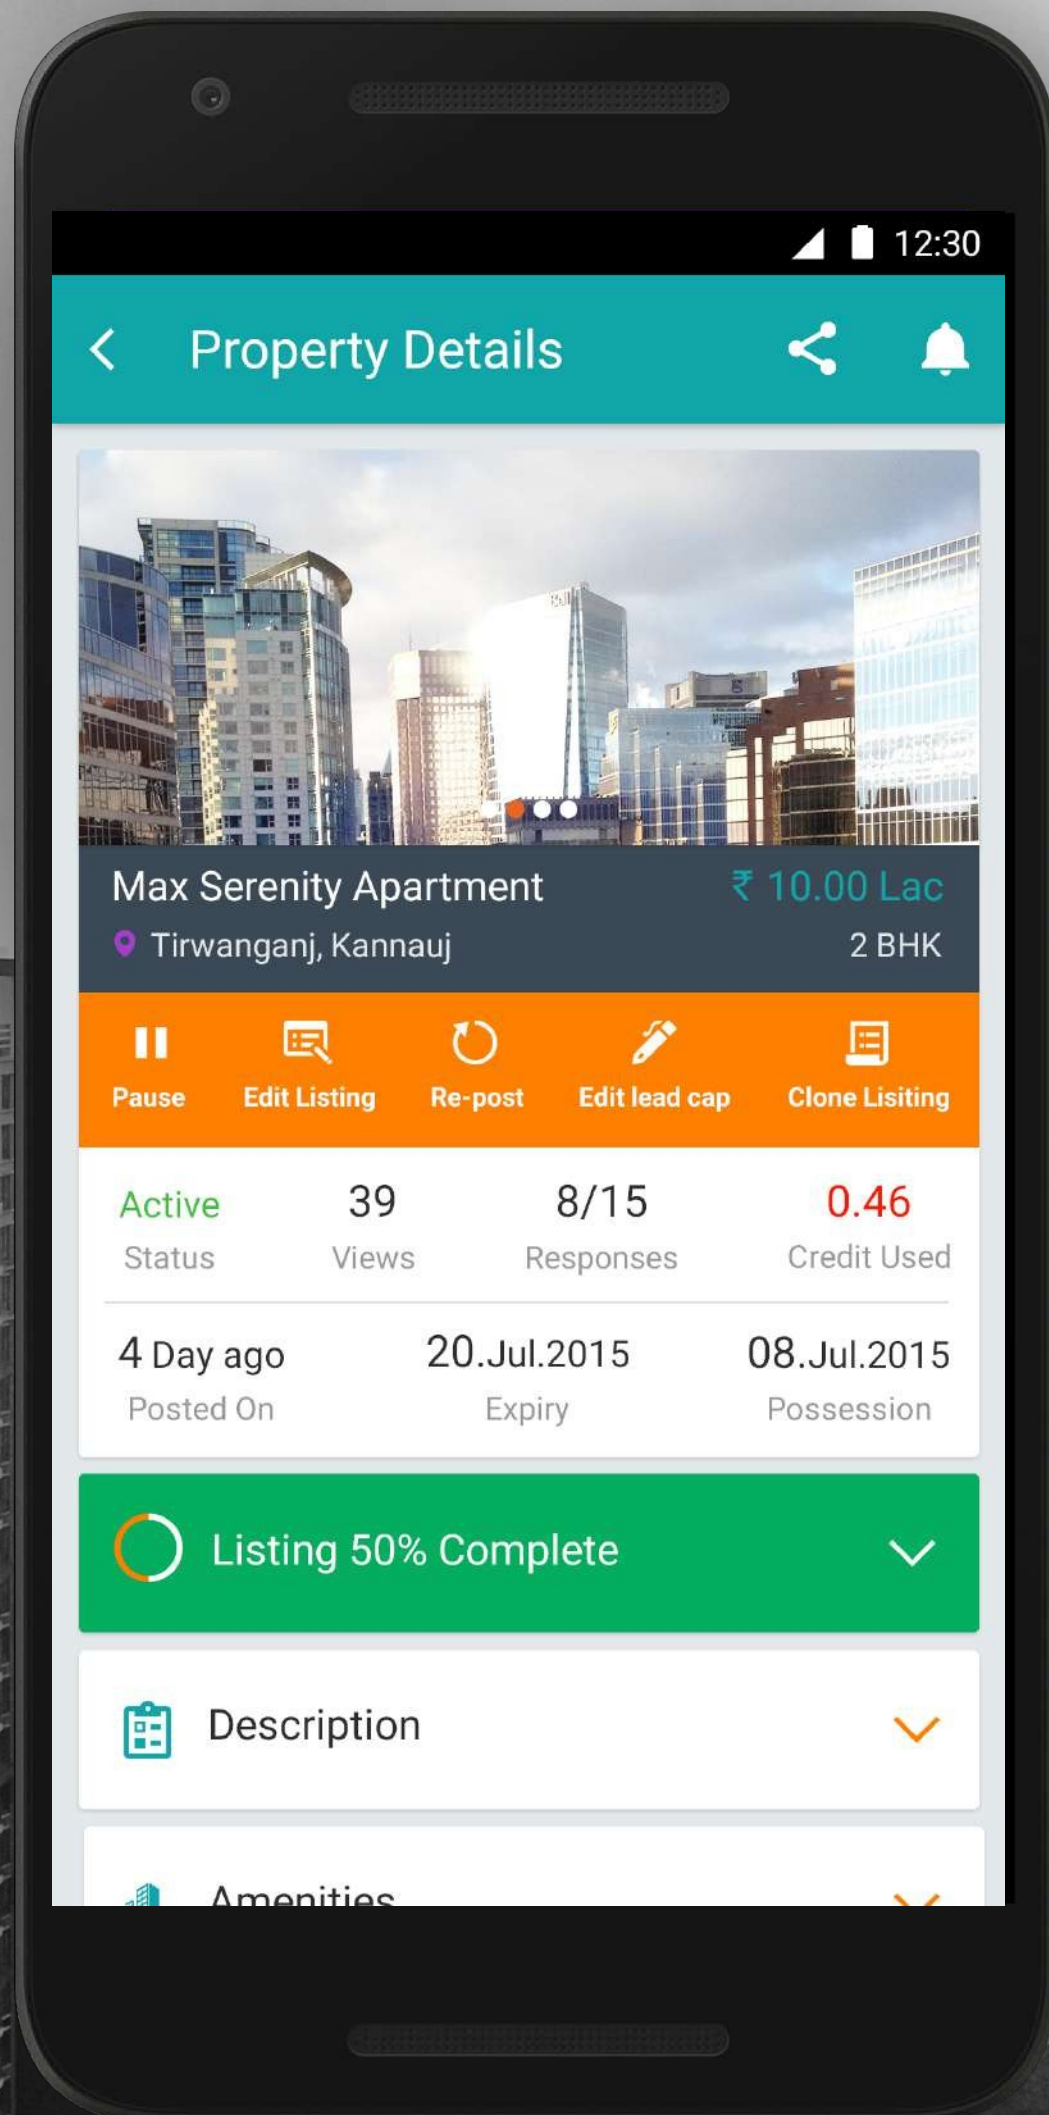 12:30
Property Details
Max Serenity Apartment ₹ 10.00 Lac
Tirwanganj, Kannauj 2 BHK
Pause Edit Listing Re-post Edit lead cap Clone Lisiting
Active 39 8/15 0.46
Status Views Responses Credit Used
4 Day ago 20.Jul.2015 08.Jul.2015
Posted On Expiry Possession
Listing 50% Complete
Description
Amenities